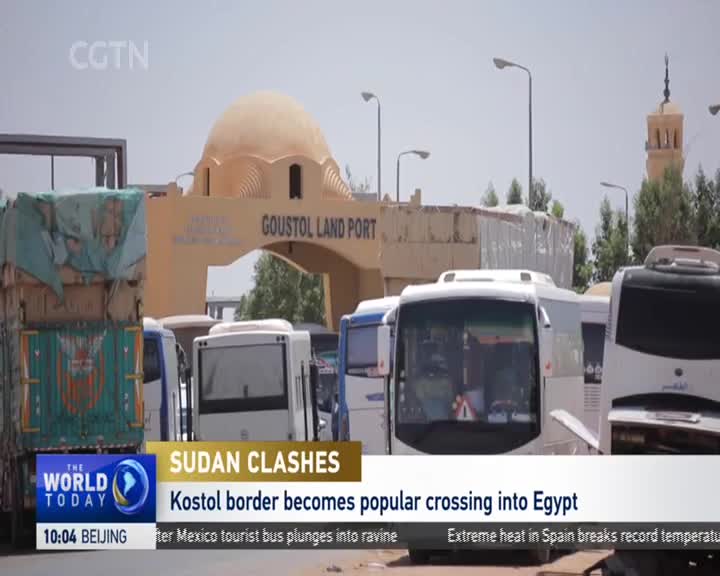 CGTN
GOUSTOL LAND PORT
SUDAN CLASHES
THE
WORLD
TODAY
Kostol border becomes popular crossing into Egypt
10:04 BEIJING
fter Mexico tourist bus plunges into ravine
Extreme heat in Spain breaks record temperatu